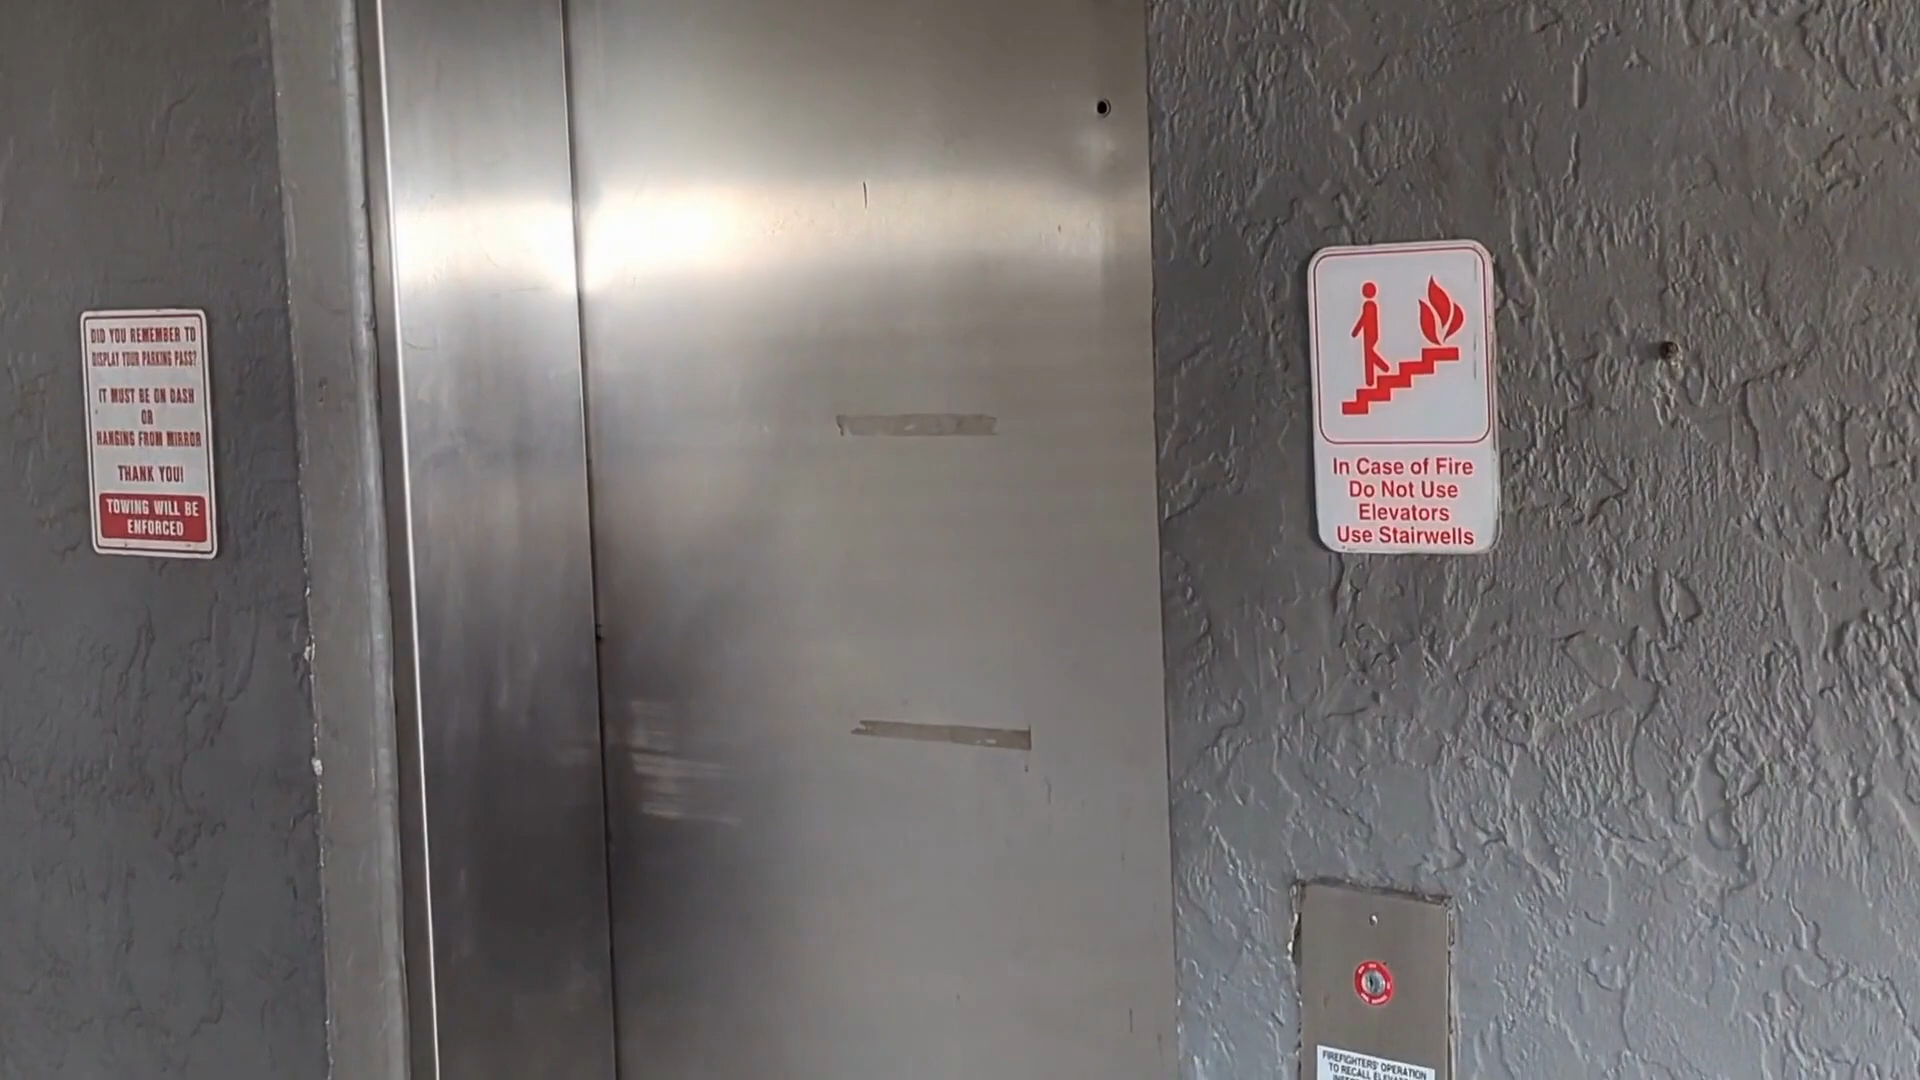 DID YOU REMEMBER TO
DISPLAY YOUR PARKING PASS?
IT MUST BE ON DASH
OR
HANGING FROM MIRROR
THANK YOU!
TOWING WILL BE
ENFORCED
In Case of Fire
Do Not Use
Elevators
Use Stairwells
FIREFIGHTERS' OPERATION
TO RECALL